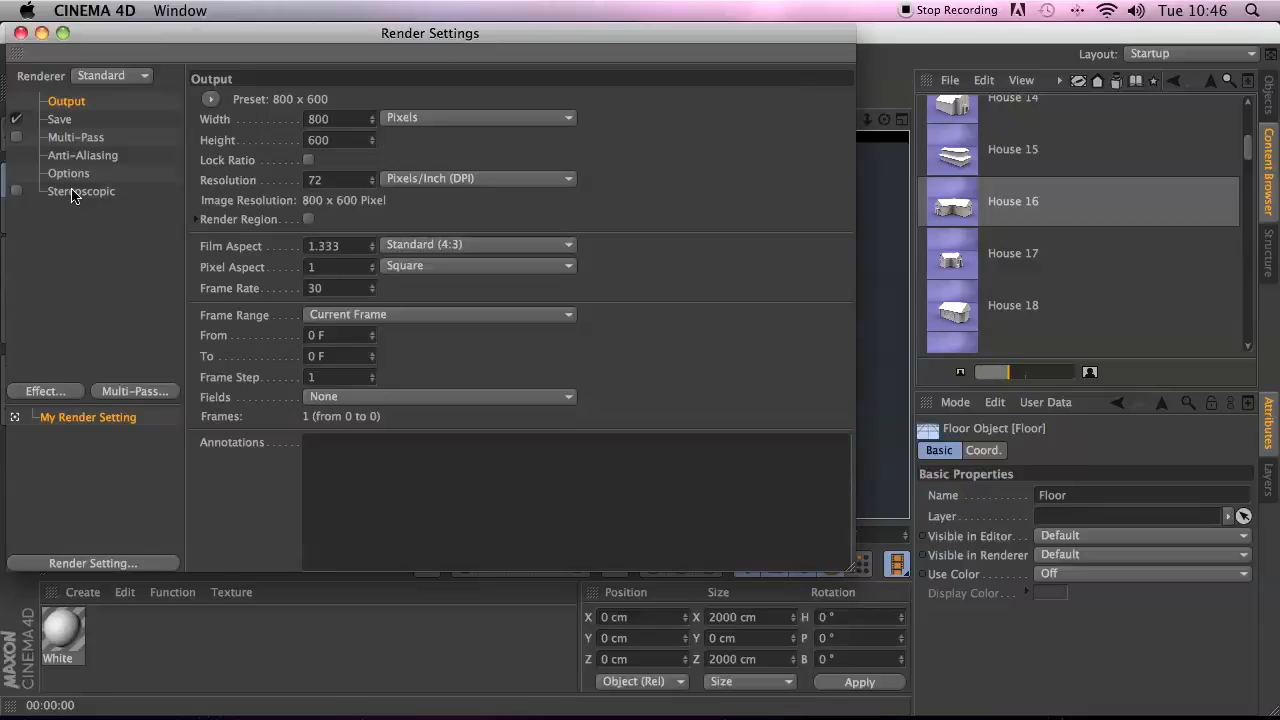 CINEMA 4D Window Stop Recording Tue 10:46
Render Settings
Layout: Startup
Renderer Standard
Output
Save
Multi-Pass
Anti-Aliasing
Options
Stereoscopic
Effect... Multi-Pass...
My Render Setting
Render Setting...
Output
Preset: 800 x 600
Width 800 Pixels
Height 600
Lock Ratio
Resolution 72 Pixels/Inch (DPI)
Image Resolution: 800 x 600 Pixel
Render Region
Film Aspect 1.333 Standard (4:3)
Pixel Aspect 1 Square
Frame Rate 30
Frame Range Current Frame
From 0 F
To 0 F
Frame Step 1
Fields None
Frames: 1 (from 0 to 0)
Annotations
File Edit View
House 14
House 15
House 16
House 17
House 18
Objects
Content Browser
Structure
Mode Edit User Data
Floor Object [Floor]
Basic Coord.
Basic Properties
Name Floor
Layer
Visible in Editor Default
Visible in Renderer Default
Use Color Off
Display Color
Attributes
Layers
Create Edit Function Texture
White
Position Size Rotation
X 0 cm X 2000 cm H 0 °
Y 0 cm Y 0 cm P 0 °
Z 0 cm Z 2000 cm B 0 °
Object (Rel) Size Apply
MAXON
CINEMA 4D
00:00:00